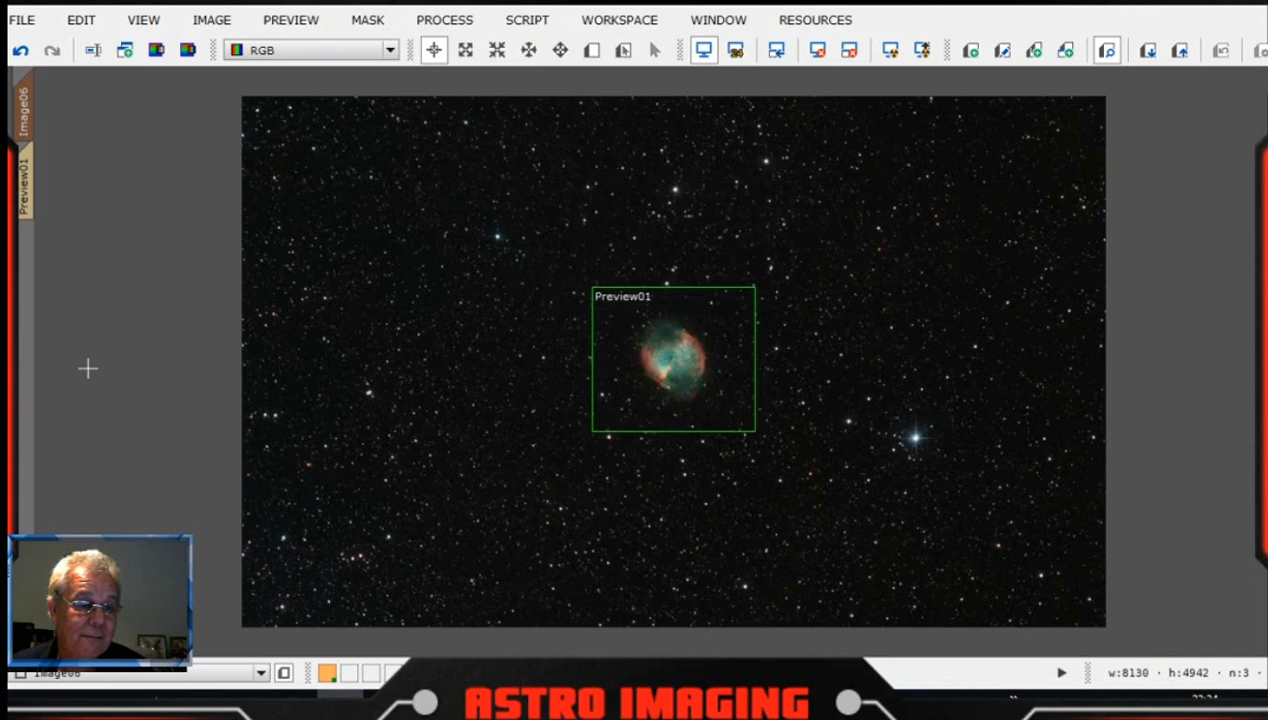 FILE EDIT VIEW IMAGE PREVIEW MASK PROCESS SCRIPT WORKSPACE WINDOW RESOURCES
RGB
Image06
Preview01
Preview01
Image06
w:8130 · h:4942 · n:3 ·
ASTRO IMAGING